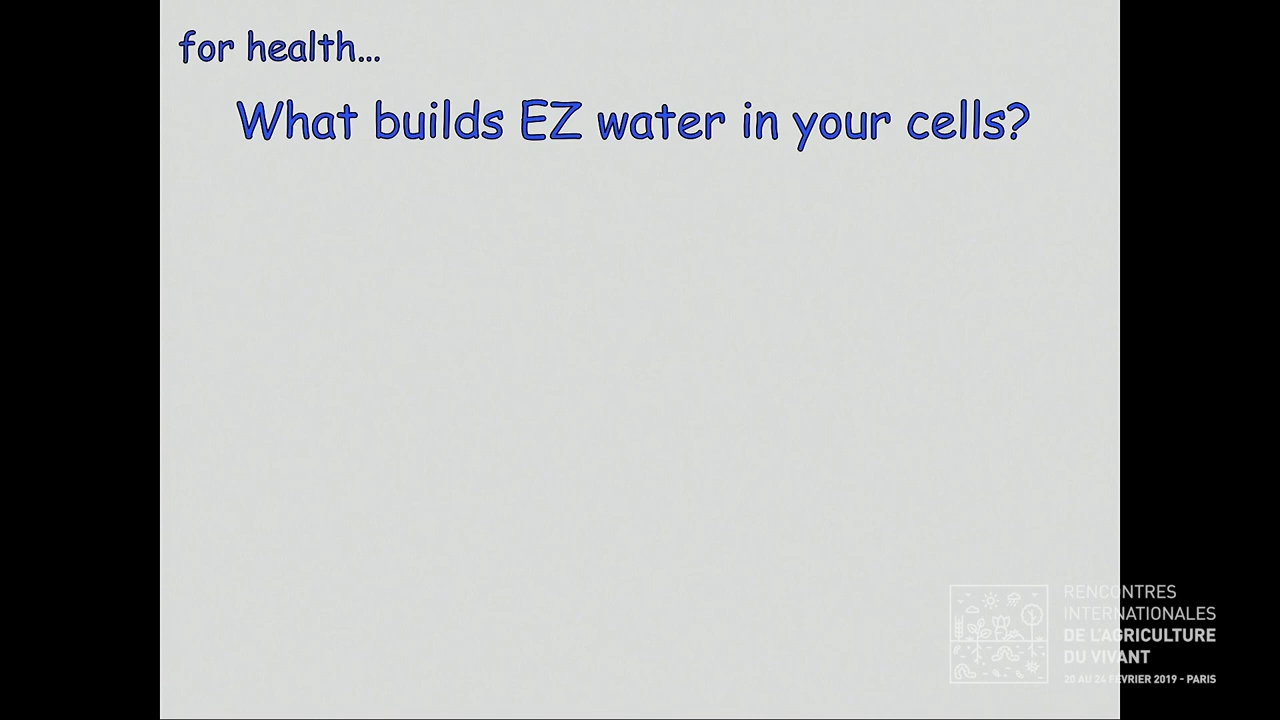 for health...
What builds EZ water in your cells?
RENCONTRES
INTERNATIONALES
DE L'AGRICULTURE
DU VIVANT
20 AU 24 FÉVRIER 2019 - PARIS